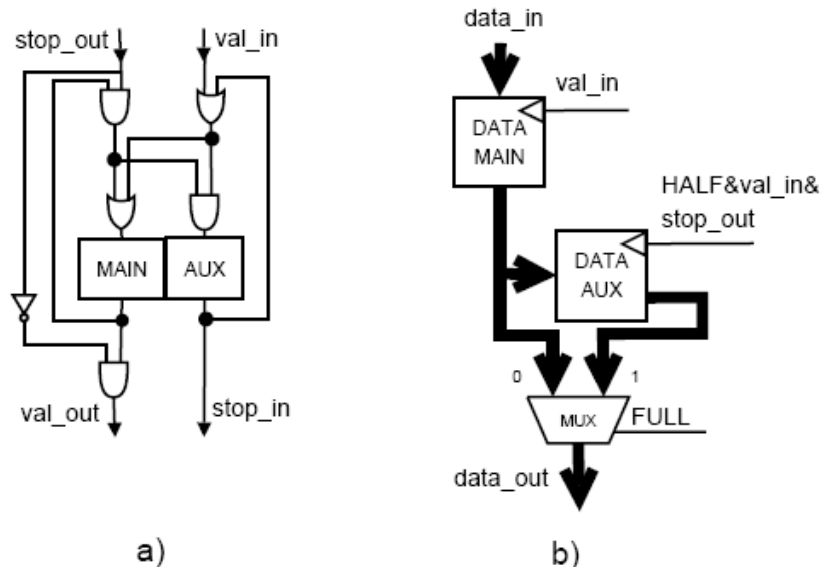 stop_out
val_in
MAIN
AUX
val_out
stop_in
a)
data_in
val_in
DATA
MAIN
HALF&val_in&
stop_out
DATA
AUX
0
1
MUX
FULL
data_out
b)